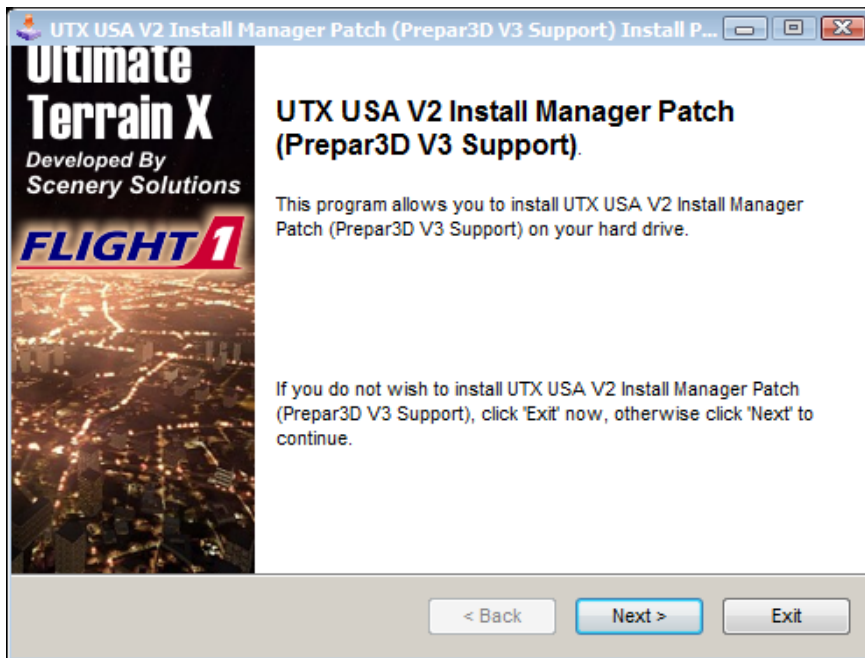 UTX USA V2 Install Manager Patch (Prepar3D V3 Support) Install P...
Ultimate
Terrain X
Developed By
Scenery Solutions
FLIGHT1
UTX USA V2 Install Manager Patch
(Prepar3D V3 Support).
This program allows you to install UTX USA V2 Install Manager
Patch (Prepar3D V3 Support) on your hard drive.
If you do not wish to install UTX USA V2 Install Manager Patch
(Prepar3D V3 Support), click 'Exit' now, otherwise click 'Next' to
continue.
< Back
Next >
Exit